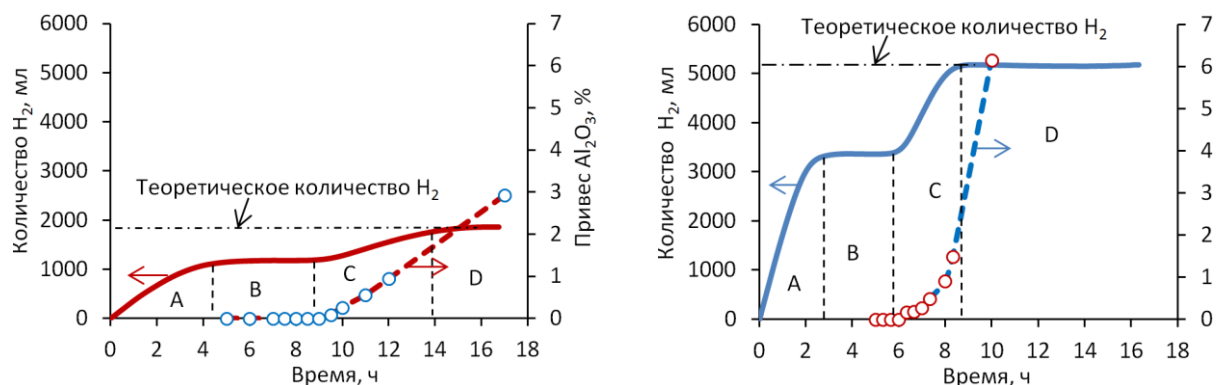 Количество H₂, мл
6000
5000
4000
3000
2000
1000
0
Теоретическое количество H₂
A
B
C
D
0 2 4 6 8 10 12 14 16 18
Время, ч
7
6
5
4
3
2
1
0
Привес Al₂O₃, %
Количество H₂, мл
6000
5000
4000
3000
2000
1000
0
Теоретическое количество H₂
A
B
C
D
0 2 4 6 8 10 12 14 16 18
Время, ч
7
6
5
4
3
2
1
0